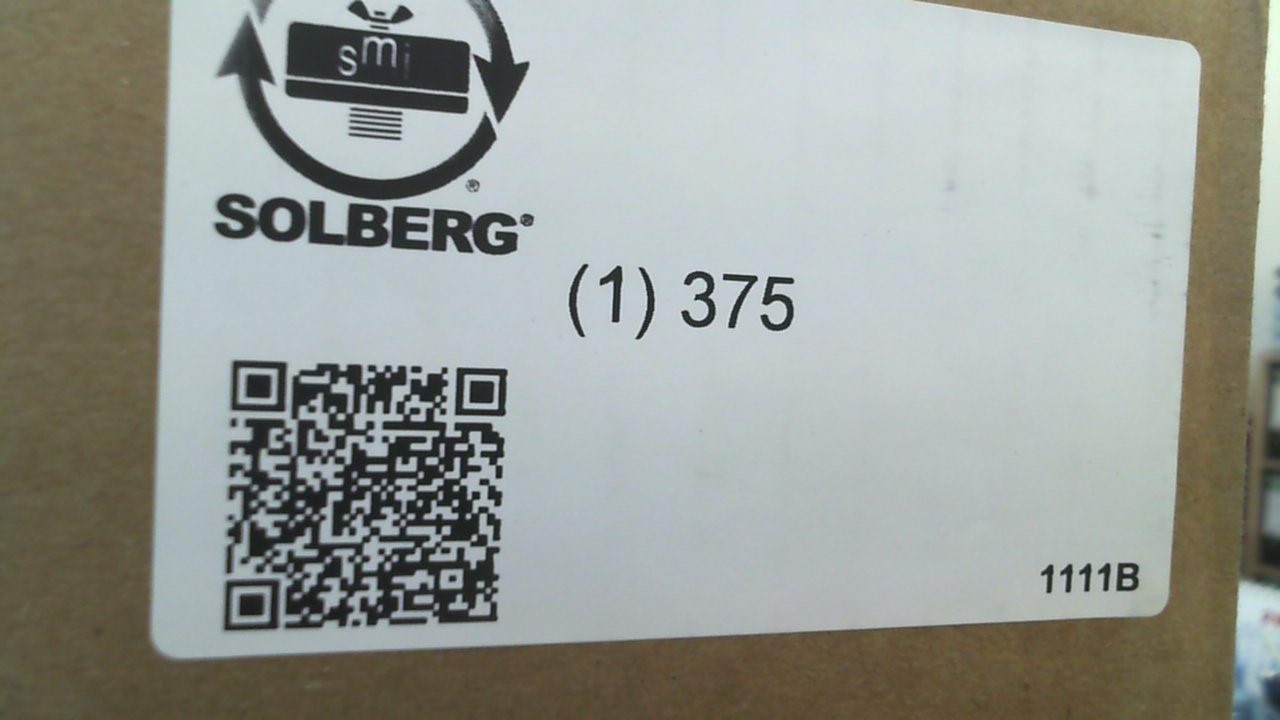 smi
SOLBERG®
(1) 375
1111B